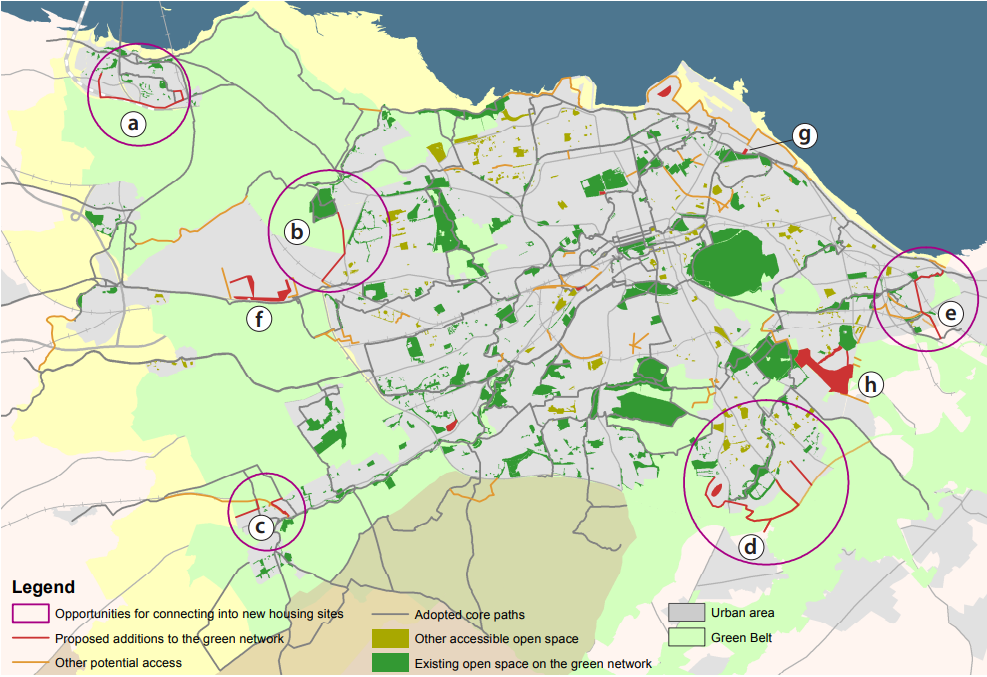 a
g
b
f
e
h
c
d
Legend
Opportunities for connecting into new housing sites
Proposed additions to the green network
Other potential access
Adopted core paths
Other accessible open space
Existing open space on the green network
Urban area
Green Belt